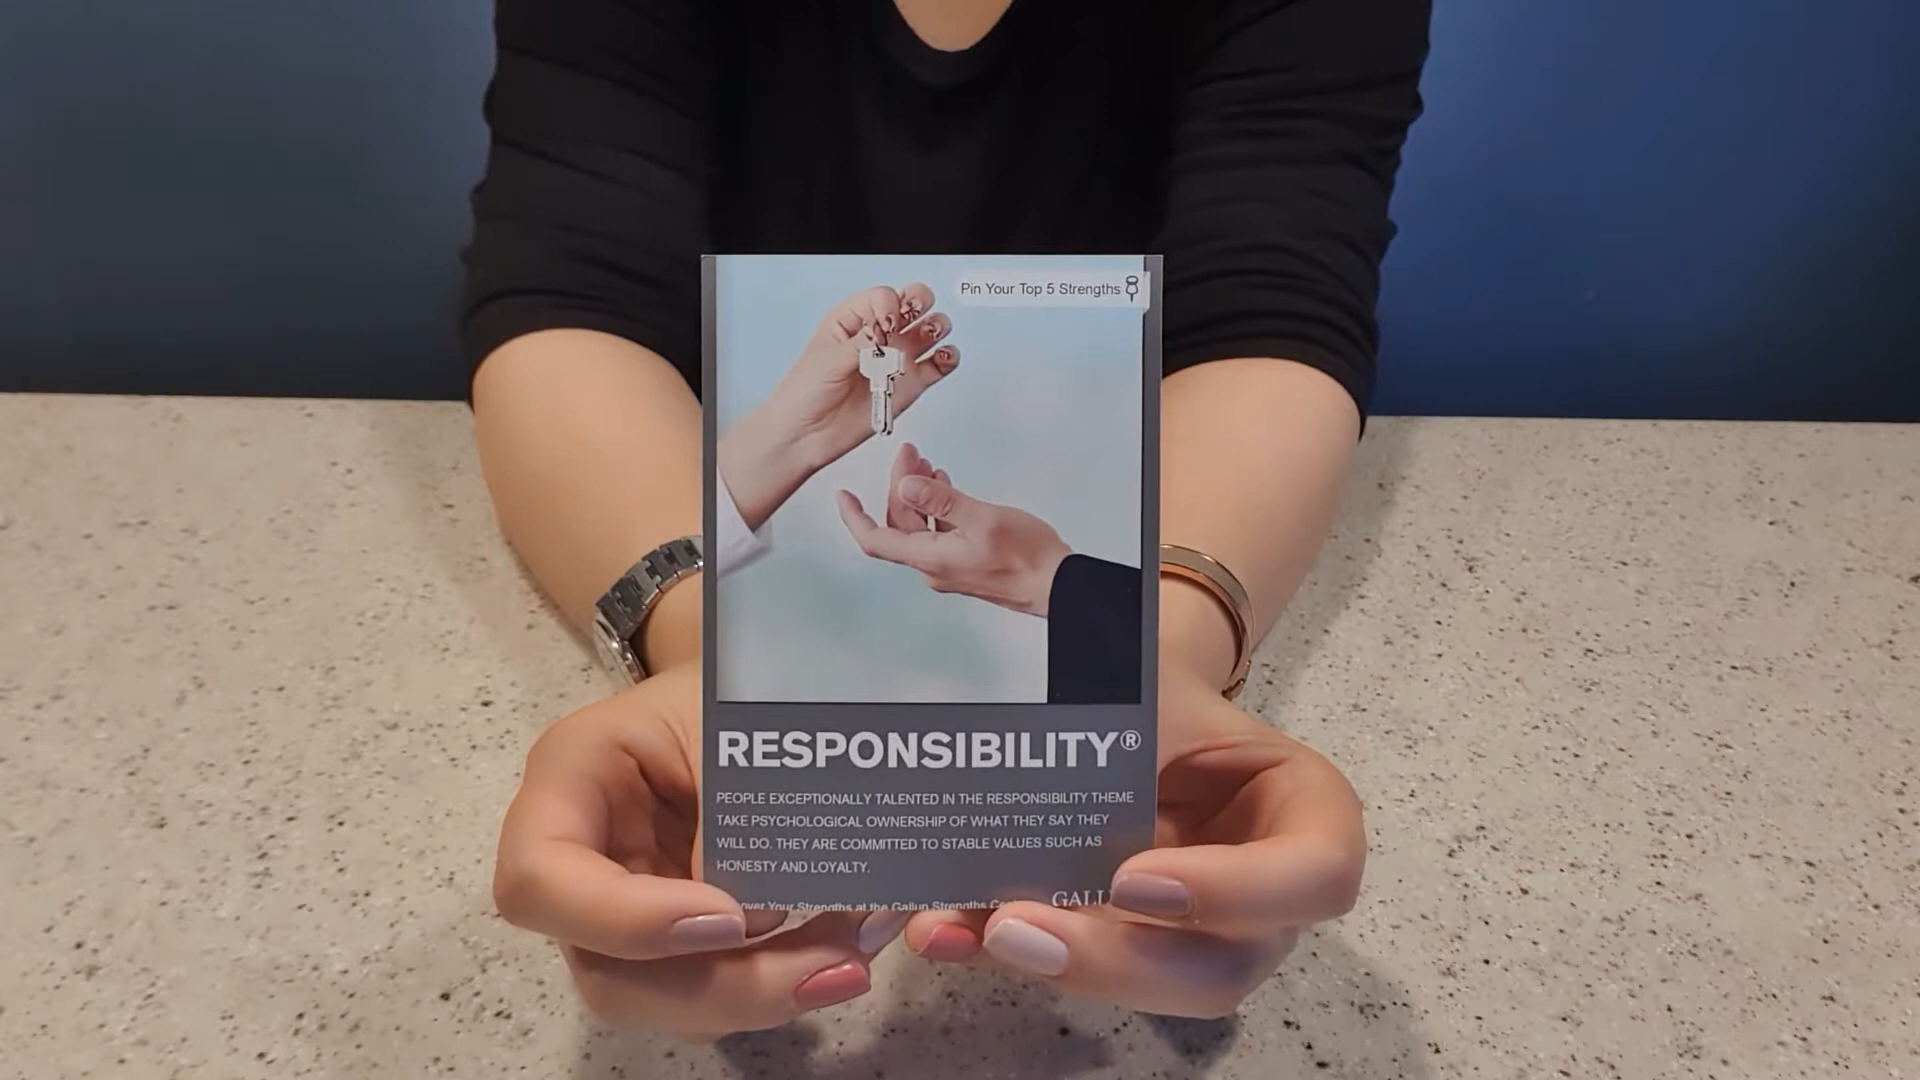 Pin Your Top 5 Strengths
RESPONSIBILITY®
PEOPLE EXCEPTIONALLY TALENTED IN THE RESPONSIBILITY THEME
TAKE PSYCHOLOGICAL OWNERSHIP OF WHAT THEY SAY THEY
WILL DO. THEY ARE COMMITTED TO STABLE VALUES SUCH AS
HONESTY AND LOYALTY.
Your Strengths at the Gallup Strengths